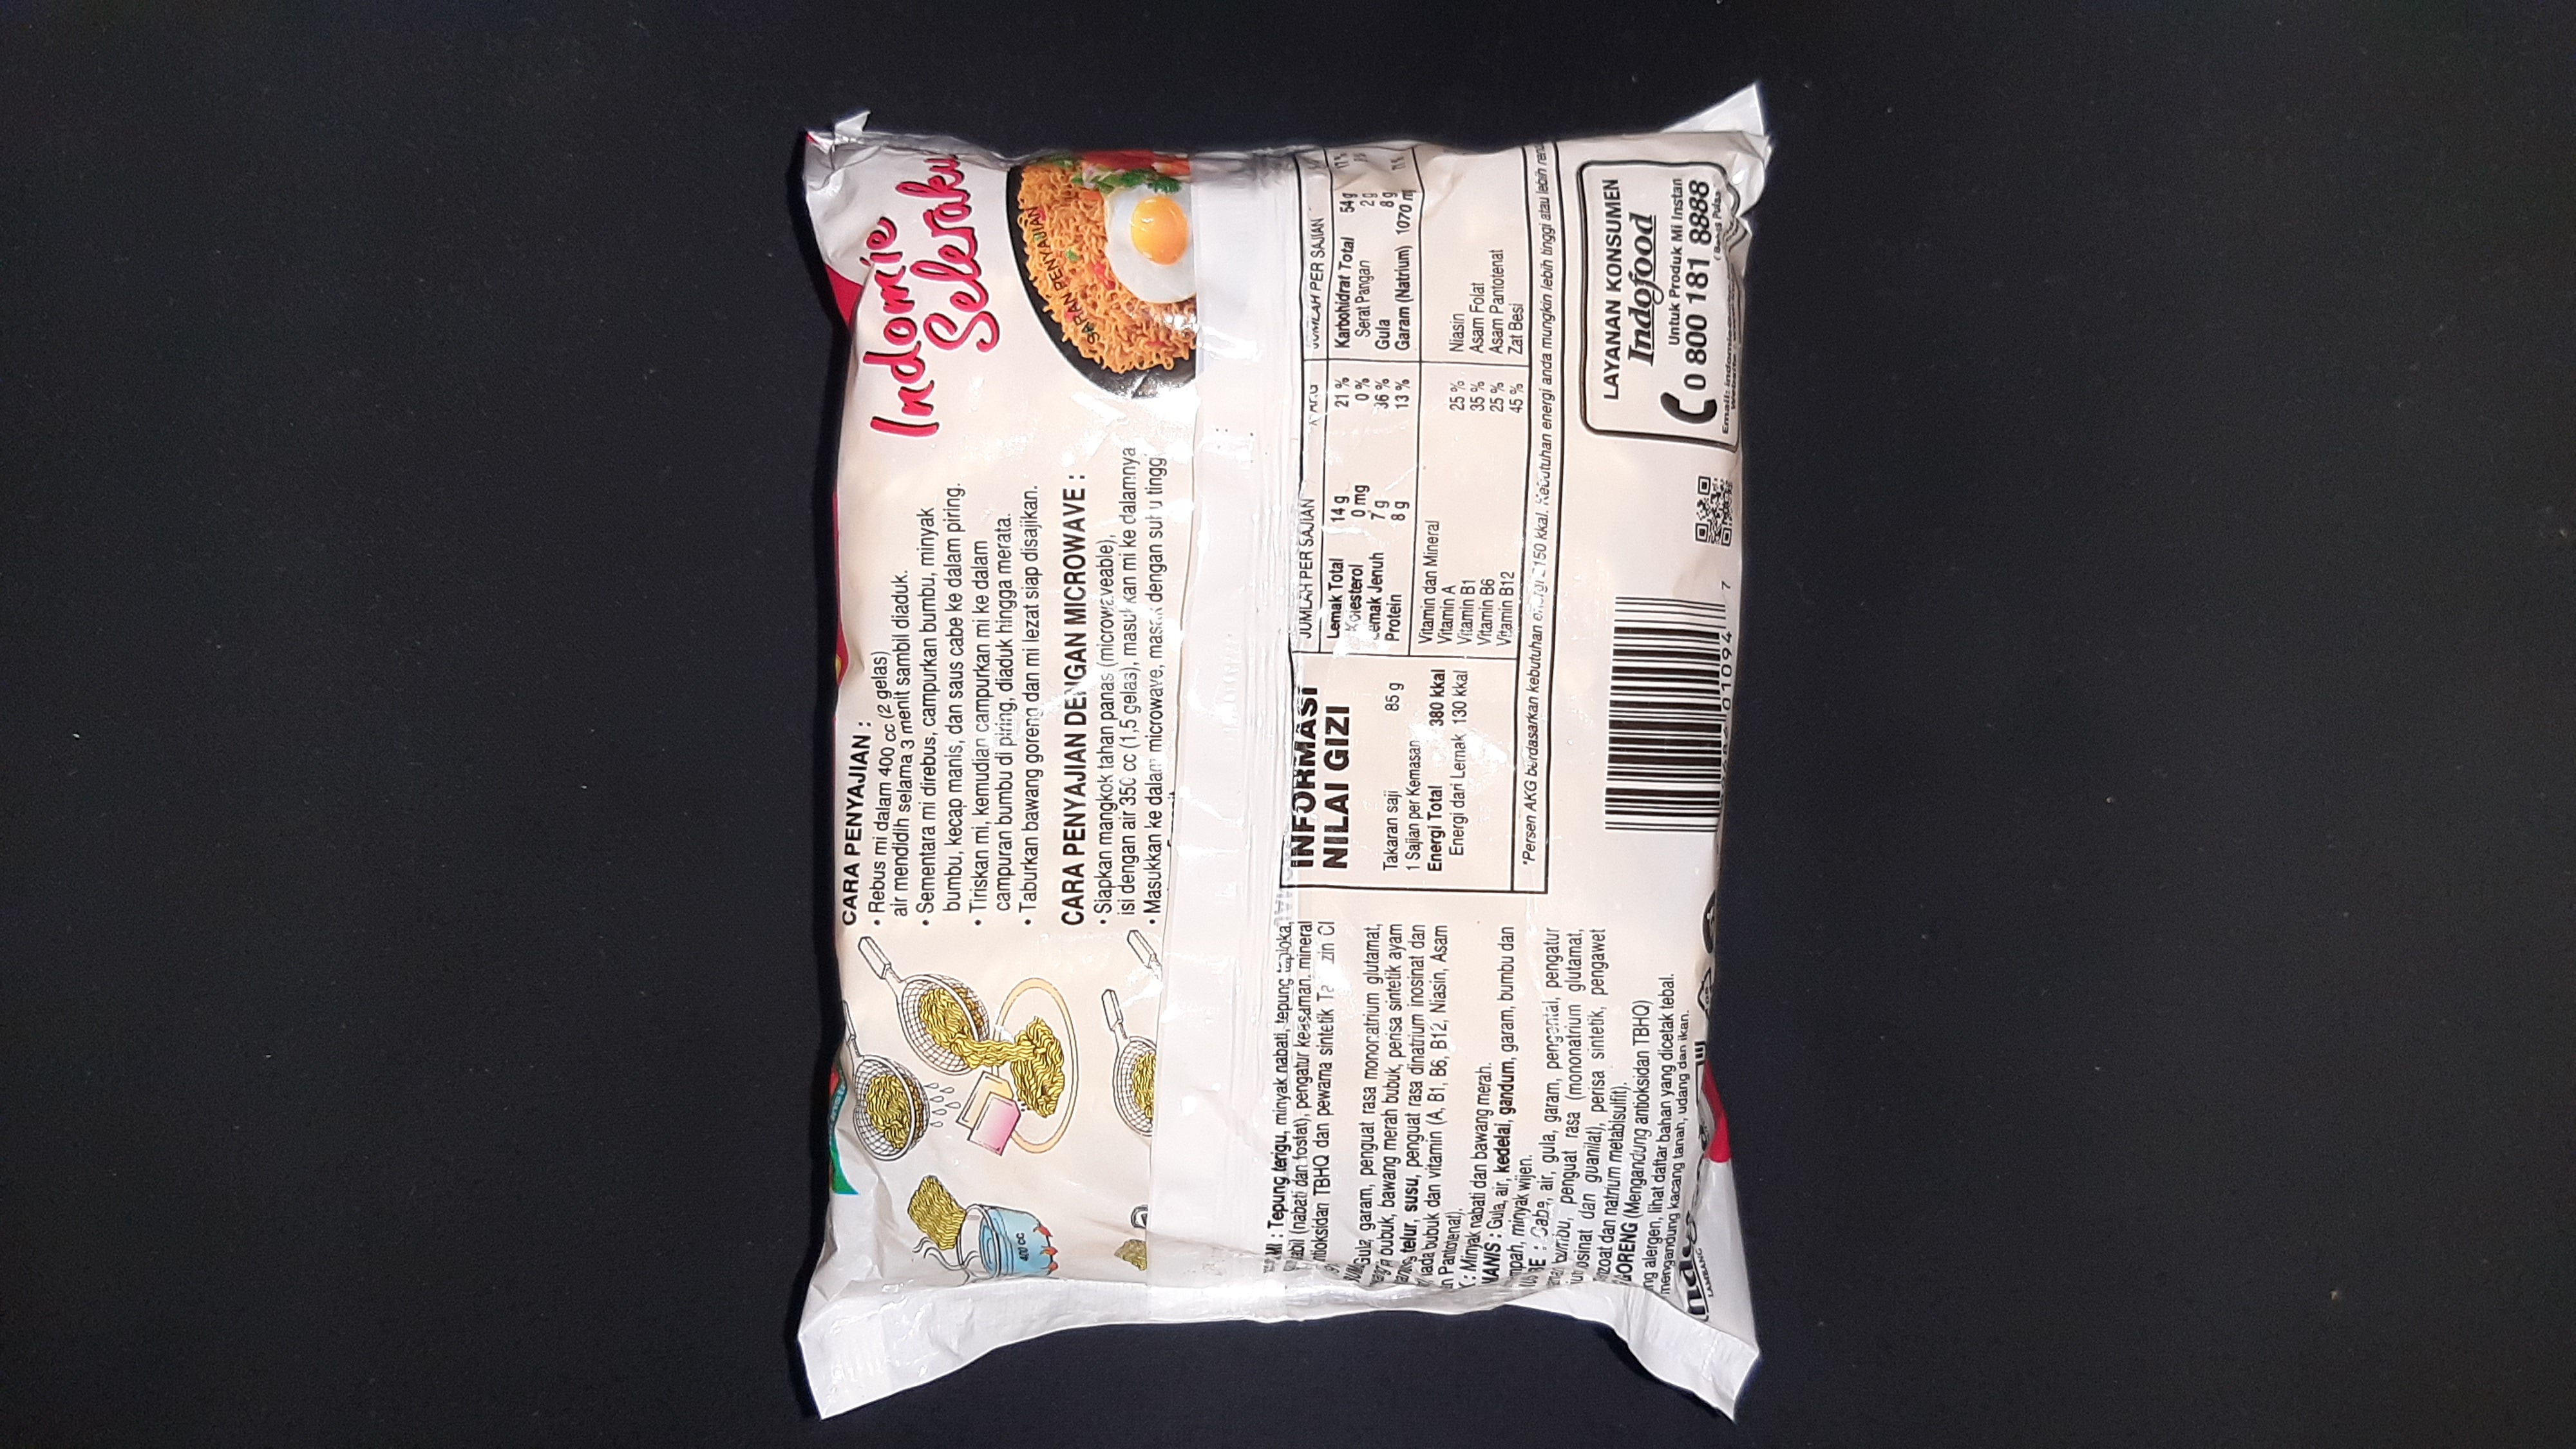 CARA PENYAJIAN :
• Rebus mi dalam 400 cc (2 gelas)
air mendidih selama 3 menit sambil diaduk.
• Sementara mi direbus, campurkan bumbu, minyak
bumbu, kecap manis, dan saus cabe ke dalam piring.
• Tiriskan mi, kemudian campurkan mi ke dalam
campuran bumbu di piring, diaduk hingga merata.
• Taburkan bawang goreng dan mi lezat siap disajikan.
CARA PENYAJIAN DENGAN MICROWAVE :
• Siapkan mangkok tahan panas (microwaveable),
isi dengan air 350 cc (1,5 gelas), masukkan mi ke dalamnya
• Masukkan ke dalam microwave, masak dengan suhu tingg
400 CC
Indomie
Seleraku
SARAN PENYAJIAN
MI : Tepung terigu, minyak nabati, tepung tapioka,
(nabati dan fosfat), pengatur keasaman, mineral
TBHQ dan pewarna sintetik CI
Gula, garam, penguat rasa mononatrium glutamat,
bubuk, bawang merah bubuk, perisa sintetik ayam
telur, susu, penguat rasa dinatrium inosinat dan
lada bubuk dan vitamin (A, B1, B6, B12, Niasin, Asam
Pantotenat).
: Minyak nabati dan bawang merah.
MANIS : Gula, air, kedelai, gandum, garam, bumbu dan
minyak wijen.
: Cabe, air, gula, garam, pengental, pengatur
bumbu, penguat rasa (mononatrium glutamat,
dan guanilat), perisa sintetik, pengawet
dan natrium metabisulfit).
GORENG (Mengandung antioksidan TBHQ)
alergen, lihat daftar bahan yang dicetak tebal.
mengandung kacang tanah, udang dan ikan.
LAMBANG
INFORMASI
NILAI GIZI
Takaran saji 85 g
1 Sajian per Kemasan
Energi Total 380 kkal
Energi dari Lemak 130 kkal
JUMLAH PER SAJIAN
Lemak Total 14 g 21 %
Kolesterol 0 mg 0 %
Lemak Jenuh 7 g 36 %
Protein 8 g 13 %
Vitamin dan Mineral
Vitamin A 25 %
Vitamin B1 35 %
Vitamin B6 25 %
Vitamin B12 45 %
JUMLAH PER SAJIAN
Karbohidrat Total 54 g 17 %
Serat Pangan 2 g
Gula 8 g
Garam (Natrium) 1070 m
Niasin
Asam Folat
Asam Pantotenat
Zat Besi
*Persen AKG berdasarkan kebutuhan energi 2150 kkal. Kebutuhan energi anda mungkin lebih tinggi atau lebih
01094 7
LAYANAN KONSUMEN
Indofood
Untuk Produk Mi Instan
0 800 181 8888
Email: